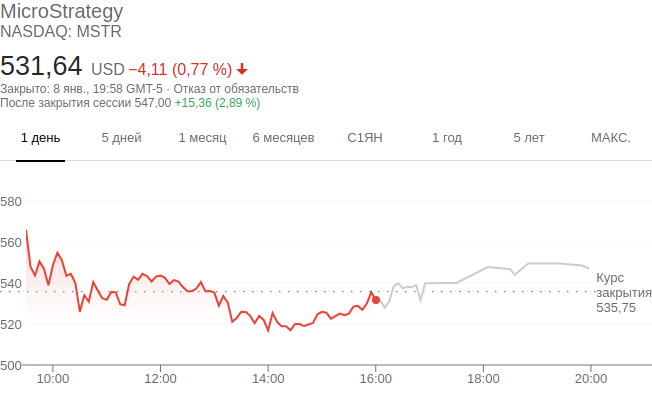 MicroStrategy
NASDAQ: MSTR
531,64 USD −4,11 (0,77 %)
Закрыто: 8 янв., 19:58 GMT-5 · Отказ от обязательств
После закрытия сессии 547,00 +15,36 (2,89 %)
1 день 5 дней 1 месяц 6 месяцев С1ЯН 1 год 5 лет МАКС.
580
560
540
520
500
Курс
закрытия
535,75
10:00 12:00 14:00 16:00 18:00 20:00